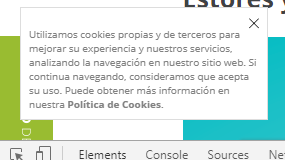 Estores y
Utilizamos cookies propias y de terceros para
mejorar su experiencia y nuestros servicios,
analizando la navegación en nuestro sitio web. Si
continua navegando, consideramos que acepta
su uso. Puede obtener más información en
nuestra Política de Cookies.
Elements Console Sources